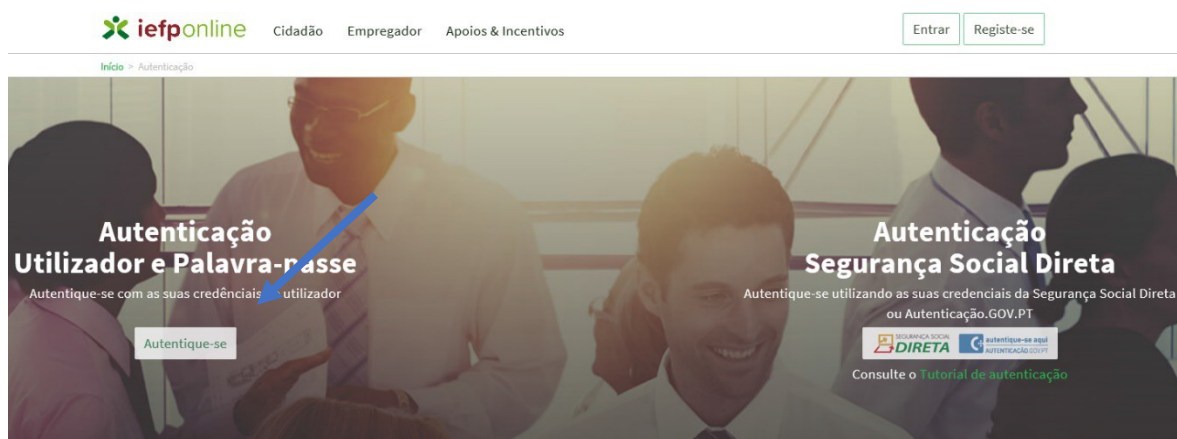 iefponline Cidadão Empregador Apoios & Incentivos Entrar Registe-se
Início > Autenticação
Autenticação
Utilizador e Palavra-passe
Autentique-se com as suas credênciais de utilizador
Autentique-se
Autenticação
Segurança Social Direta
Autentique-se utilizando as suas credenciais da Segurança Social Direta
ou Autenticação.GOV.PT
SEGURANÇA SOCIAL
DIRETA
autentique-se aqui
AUTENTICAÇÃO.GOV.PT
Consulte o Tutorial de autenticação